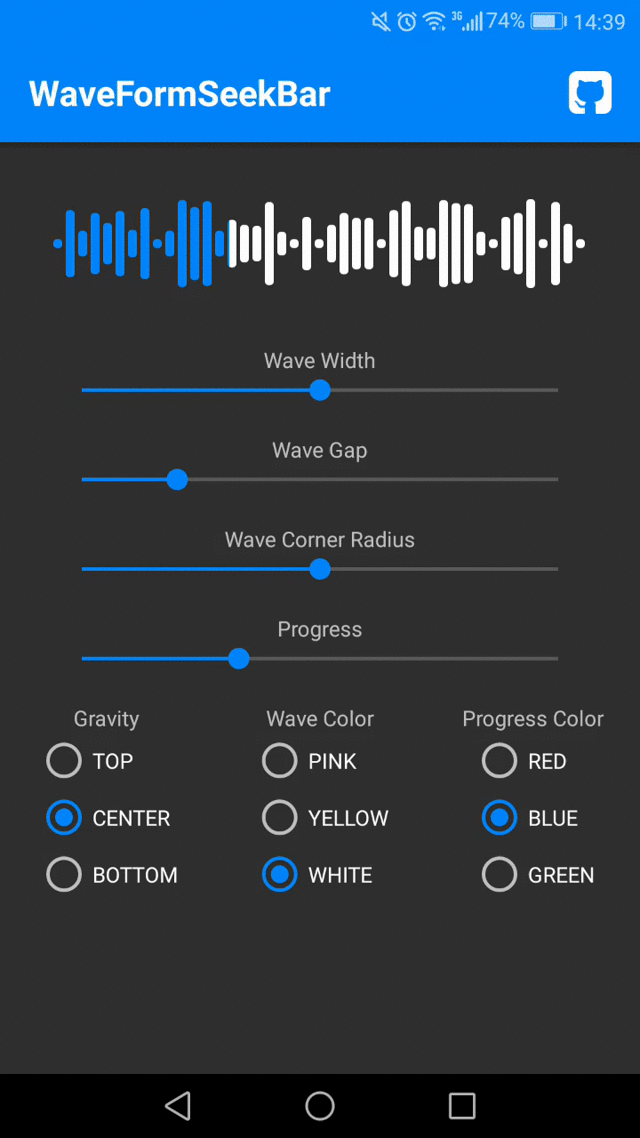 3G 74% 14:39
WaveFormSeekBar
Wave Width
Wave Gap
Wave Corner Radius
Progress
Gravity Wave Color Progress Color
TOP PINK RED
CENTER YELLOW BLUE
BOTTOM WHITE GREEN